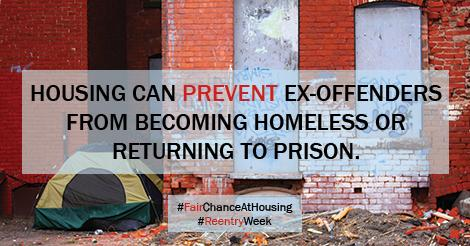 HOUSING CAN PREVENT EX-OFFENDERS
FROM BECOMING HOMELESS OR
RETURNING TO PRISON.
#FairChanceAtHousing
#ReentryWeek